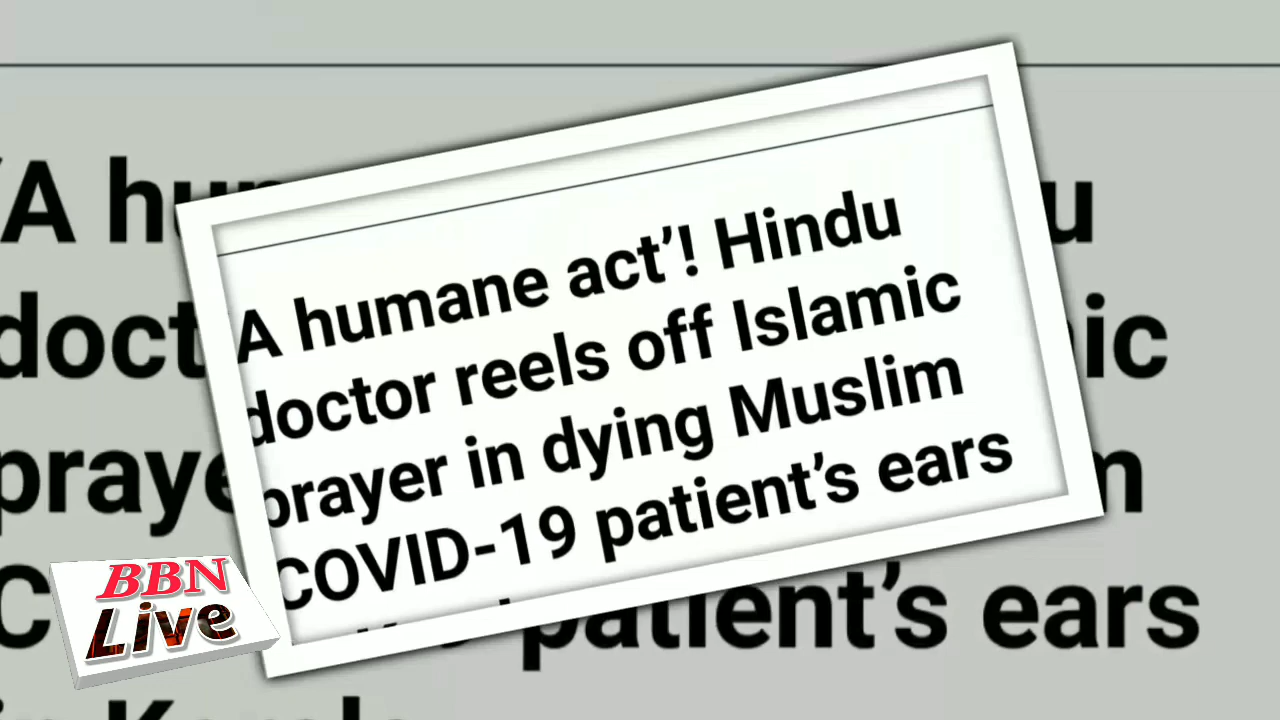 A humane act’! Hindu
doctor reels off Islamic
prayer in dying Muslim
COVID-19 patient’s ears
BBN
Live